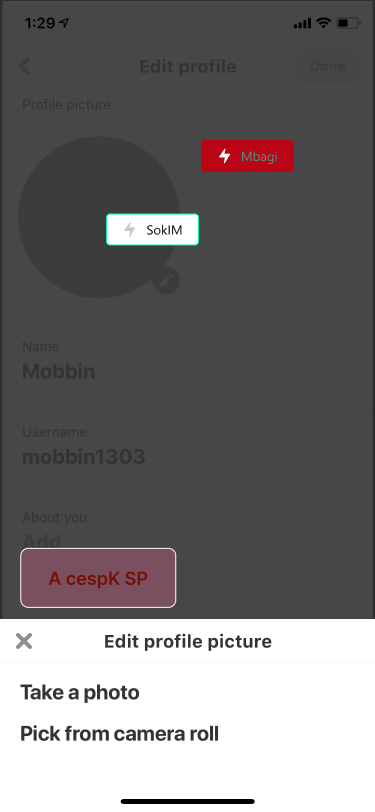 1:29
Edit profile
Done
Profile picture
Mbagi
SokIM
Name
Mobbin
Username
mobbin1303
About you
Add
A cespK SP
Edit profile picture
Take a photo
Pick from camera roll